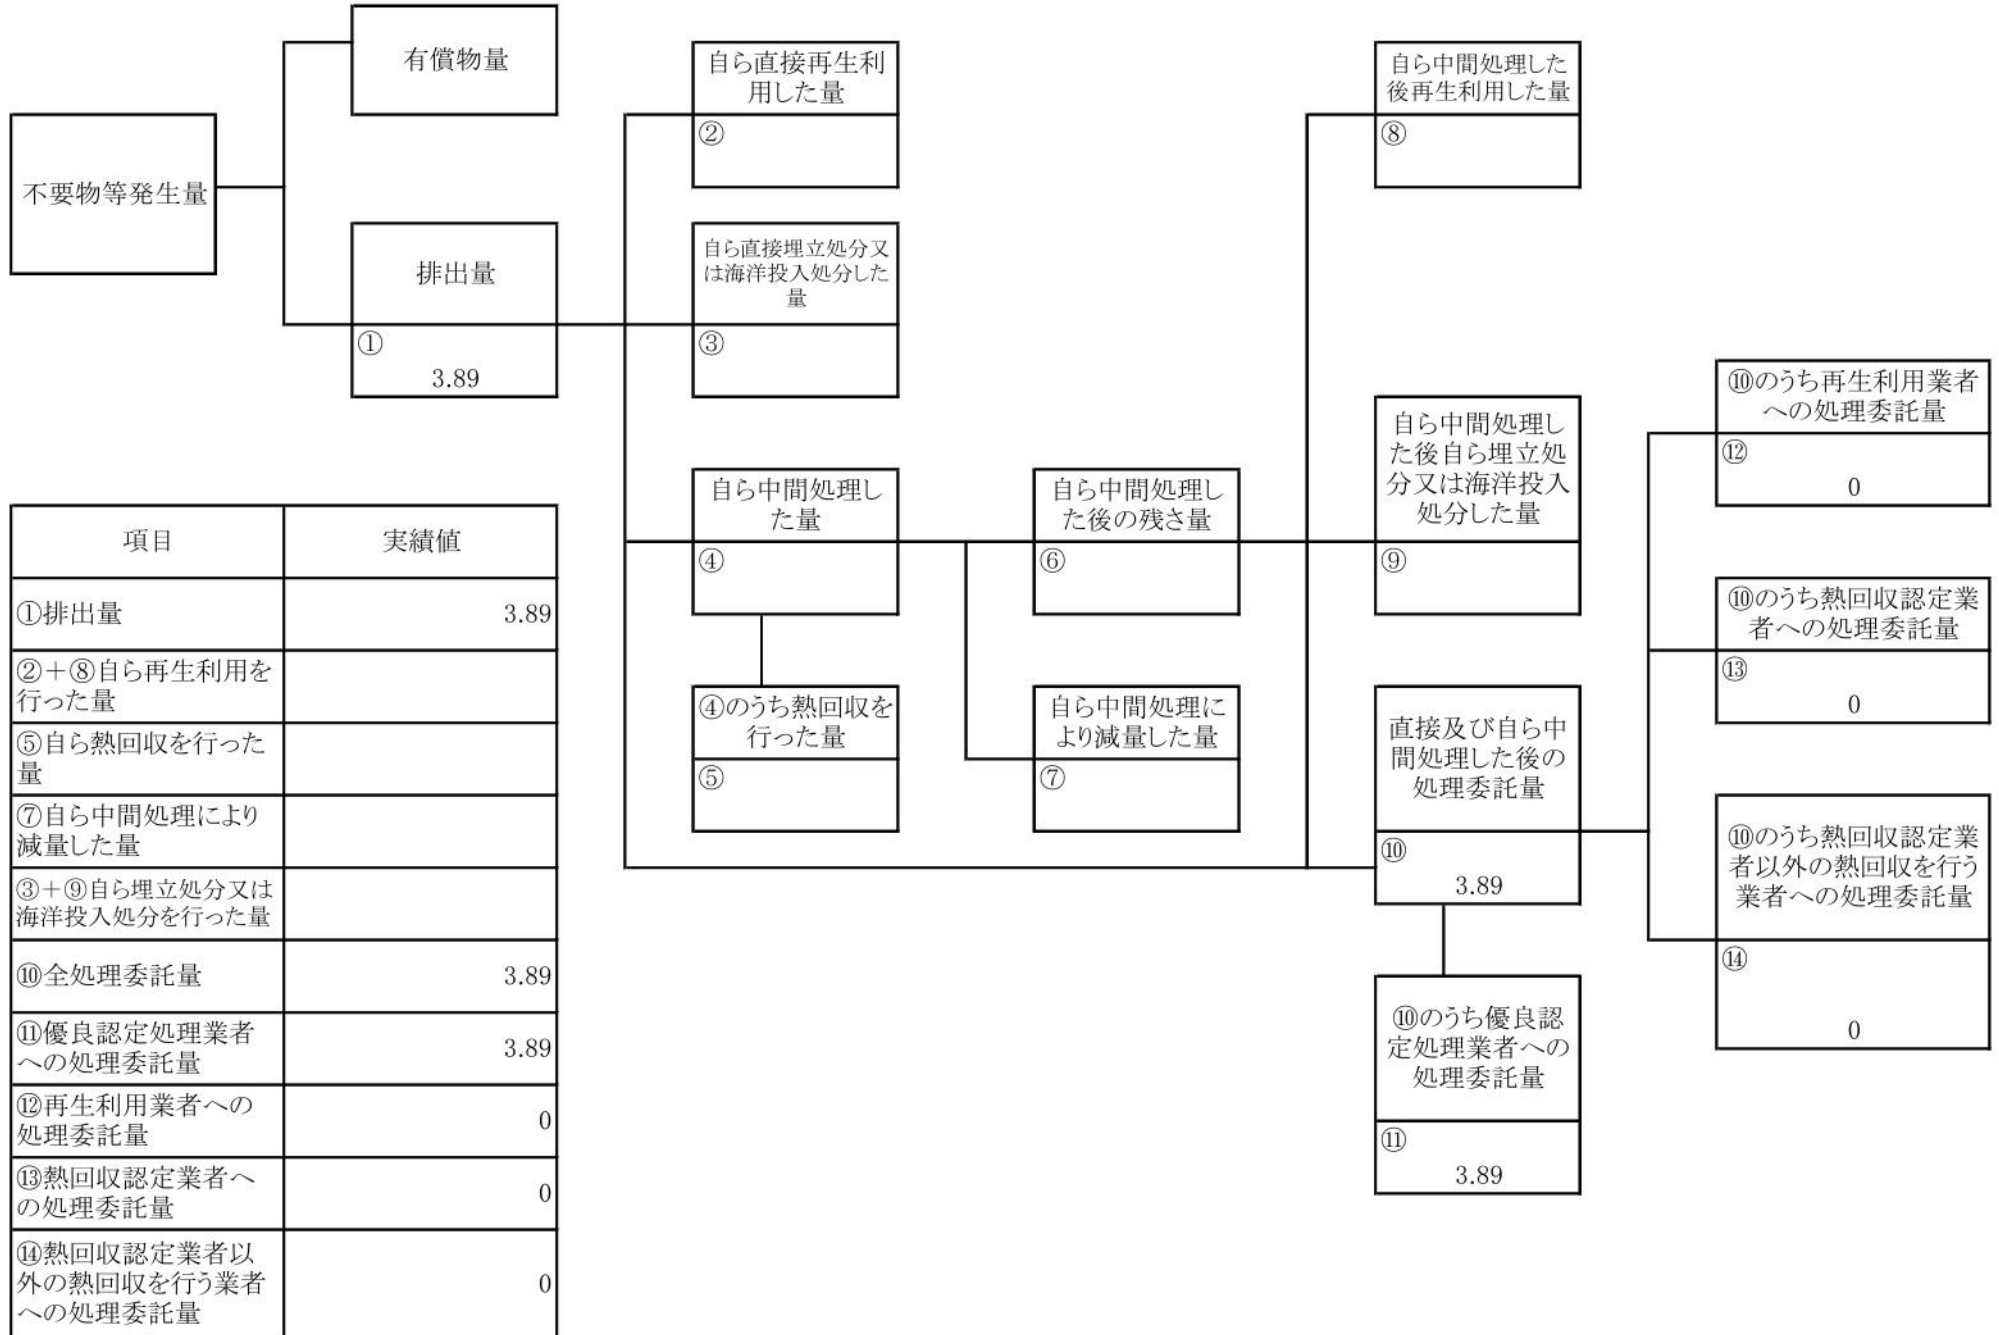 有償物量
不要物等発生量
排出量
①
3.89
自ら直接再生利
用した量
②
自ら直接埋立処分又
は海洋投入処分した
量
③
自ら中間処理し
た量
④
④のうち熱回収を
行った量
⑤
自ら中間処理し
た後の残さ量
⑥
自ら中間処理に
より減量した量
⑦
自ら中間処理した
後再生利用した量
⑧
自ら中間処理し
た後自ら埋立処
分又は海洋投入
処分した量
⑨
直接及び自ら中
間処理した後の
処理委託量
⑩
3.89
⑩のうち優良認
定処理業者への
処理委託量
⑪
3.89
⑩のうち再生利用業者
への処理委託量
⑫
0
⑩のうち熱回収認定業
者への処理委託量
⑬
0
⑩のうち熱回収認定業
者以外の熱回収を行う
業者への処理委託量
⑭
0
項目 実績値
①排出量 3.89
②+⑧自ら再生利用を
行った量
⑤自ら熱回収を行った
量
⑦自ら中間処理により
減量した量
③+⑨自ら埋立処分又は
海洋投入処分を行った量
⑩全処理委託量 3.89
⑪優良認定処理業者
への処理委託量 3.89
⑫再生利用業者への
処理委託量 0
⑬熱回収認定業者へ
の処理委託量 0
⑭熱回収認定業者以
外の熱回収を行う業者
への処理委託量 0